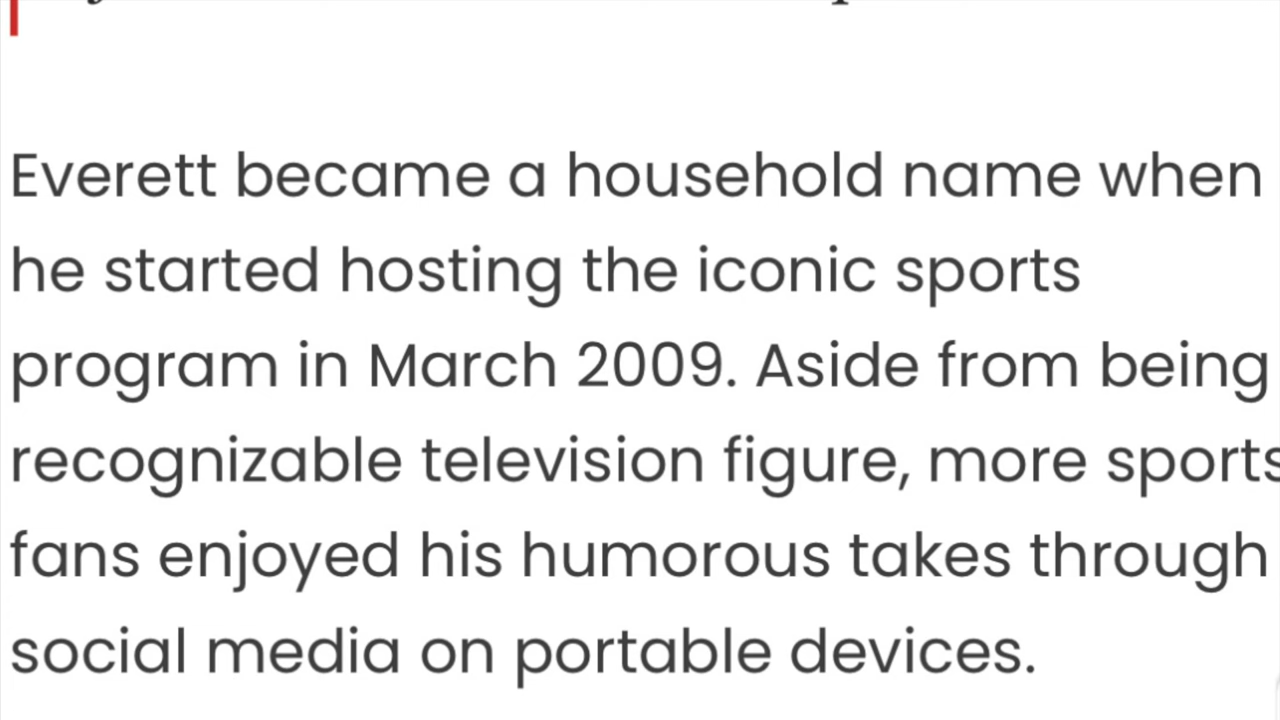 Everett became a household name when
he started hosting the iconic sports
program in March 2009. Aside from being
recognizable television figure, more sports
fans enjoyed his humorous takes through
social media on portable devices.